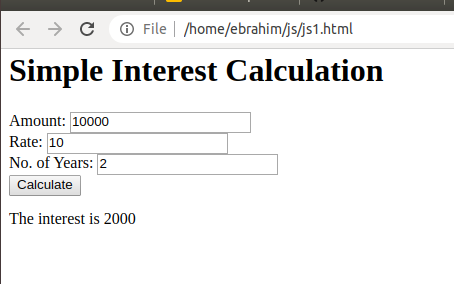 File | /home/ebrahim/js/js1.html
Simple Interest Calculation
Amount: 10000
Rate: 10
No. of Years: 2
Calculate
The interest is 2000